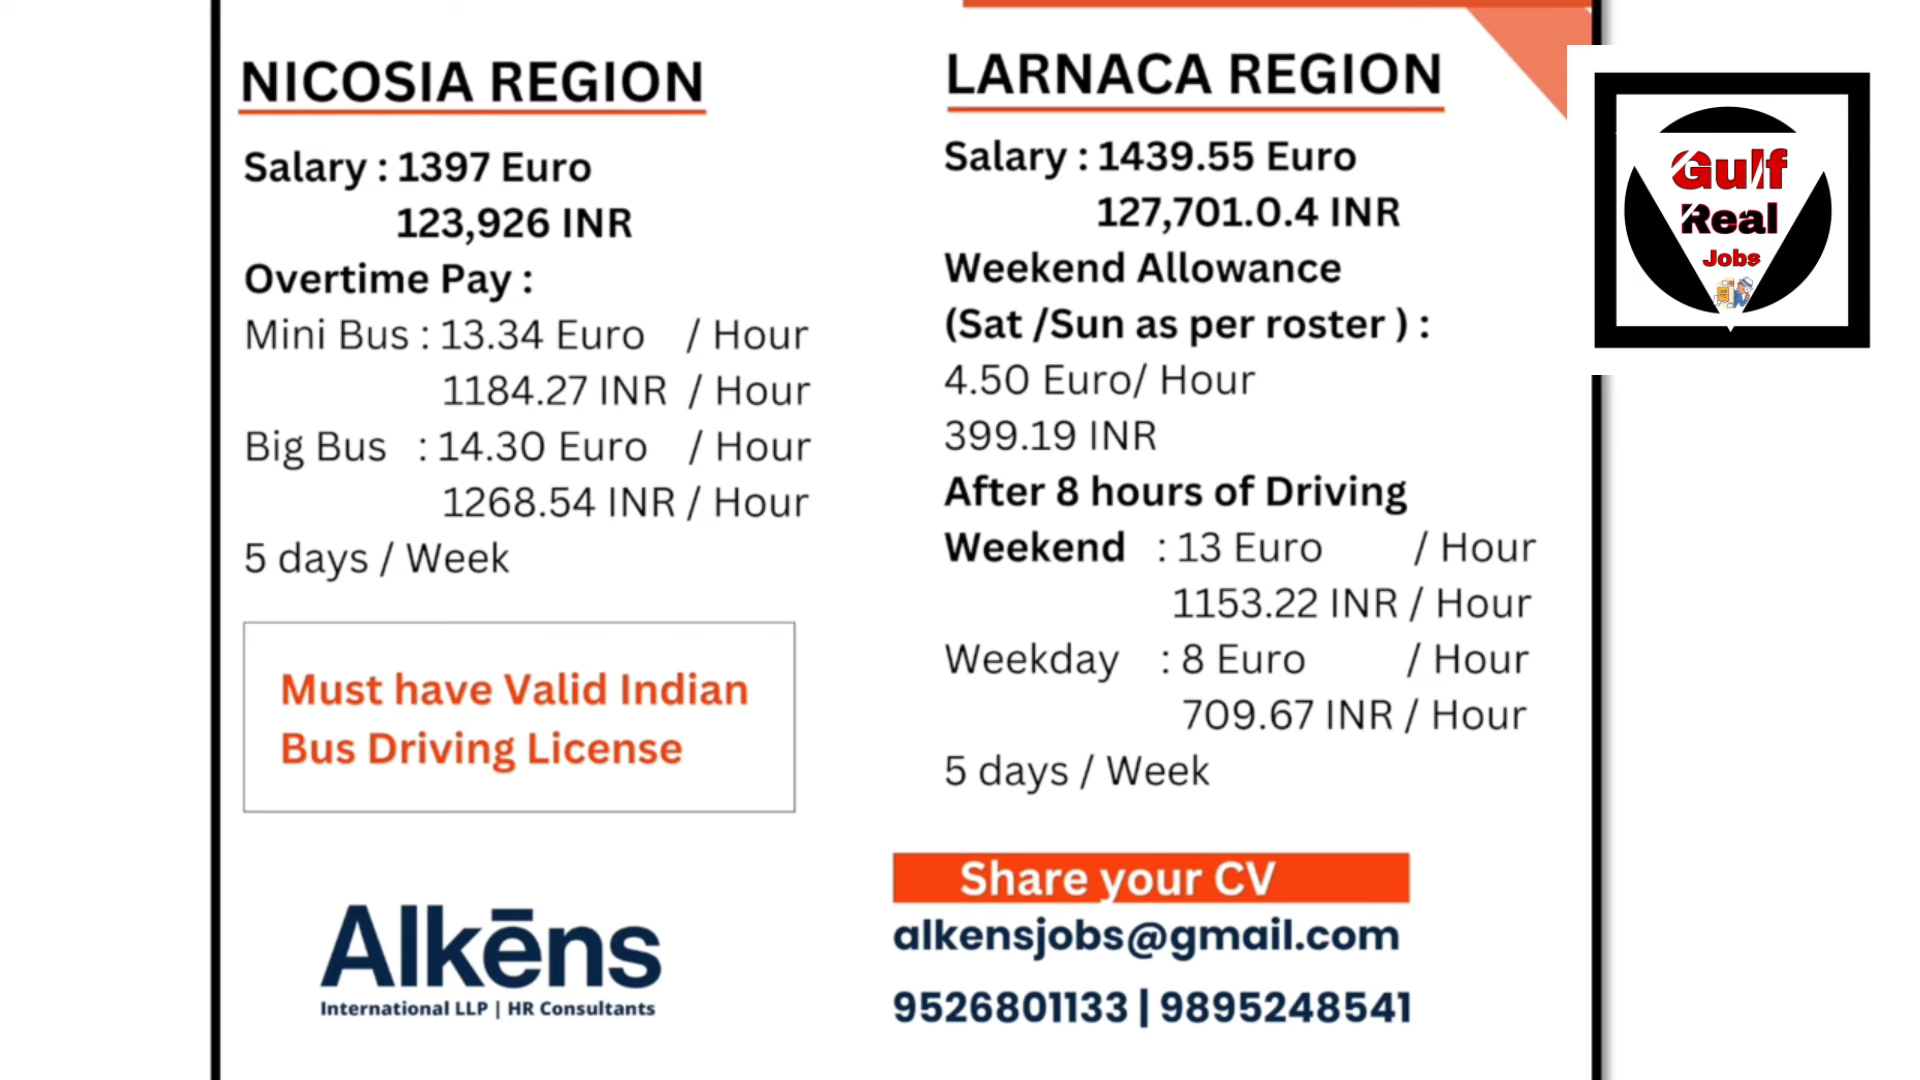 NICOSIA REGION
Salary : 1397 Euro
123,926 INR
Overtime Pay :
Mini Bus : 13.34 Euro / Hour
1184.27 INR / Hour
Big Bus : 14.30 Euro / Hour
1268.54 INR / Hour
5 days / Week
Must have Valid Indian
Bus Driving License
Alkēns
International LLP | HR Consultants
LARNACA REGION
Salary : 1439.55 Euro
127,701.0.4 INR
Weekend Allowance
(Sat /Sun as per roster ) :
4.50 Euro/ Hour
399.19 INR
After 8 hours of Driving
Weekend : 13 Euro / Hour
1153.22 INR / Hour
Weekday : 8 Euro / Hour
709.67 INR / Hour
5 days / Week
Share your CV
alkensjobs@gmail.com
9526801133 | 9895248541
Gulf
Real
Jobs